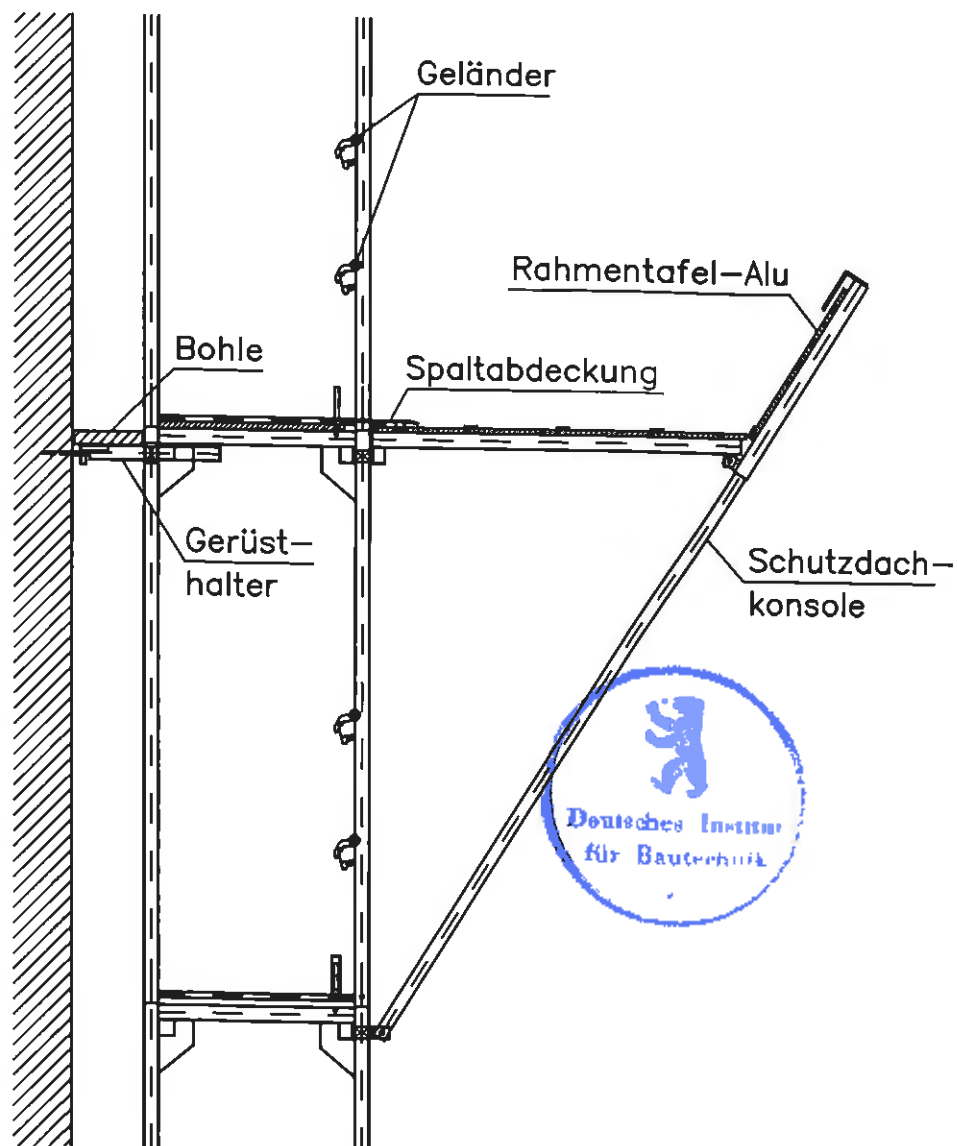 Geländer
Rahmentafel-Alu
Bohle
Spaltabdeckung
Gerüst-
halter
Schutzdach-
konsole
Deutsches Institut
für Bautechnik